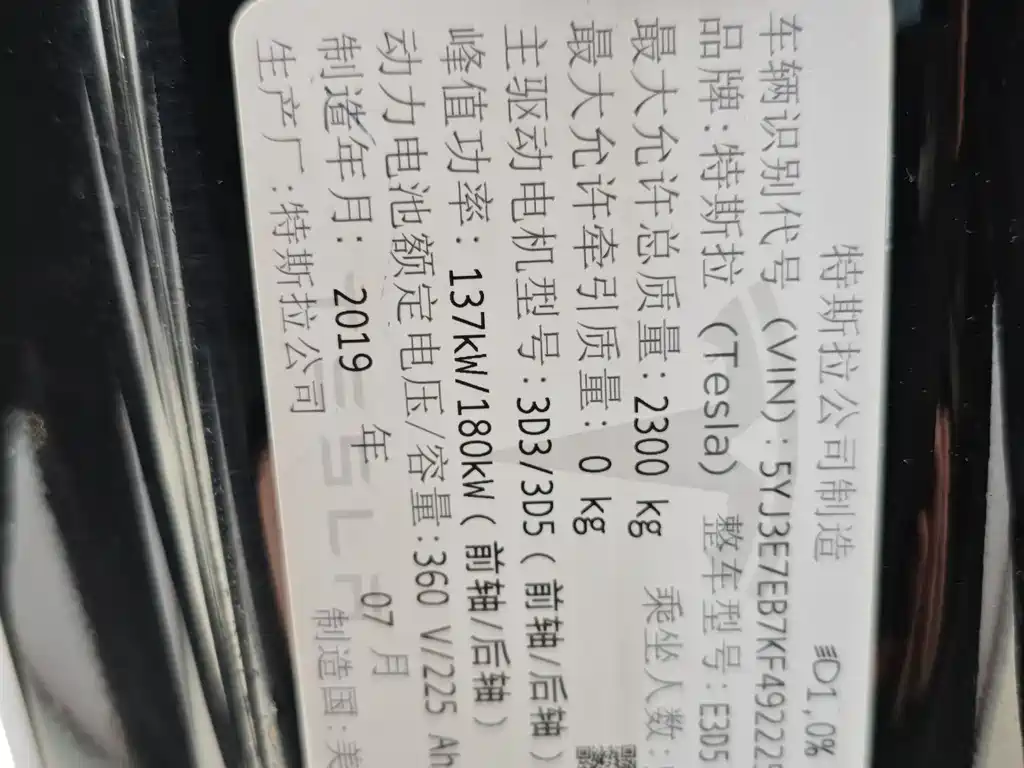 特斯拉公司制造 1,0%
车辆识别代号 (VIN): 5YJ3E7EB7KF492225
品牌:特斯拉 (Tesla) 整车型号:E3D5
最大允许总质量: 2300 kg 乘坐人数:
最大允许牵引质量: 0 kg
主驱动电机型号:3D3/3D5(前轴/后轴)
峰值功率: 137kW/180kW(前轴/后轴)
动力电池额定电压/容量:360 V/225 Ah
制造年月: 2019 年 07 月
生产厂:特斯拉公司 制造国:美
TESL